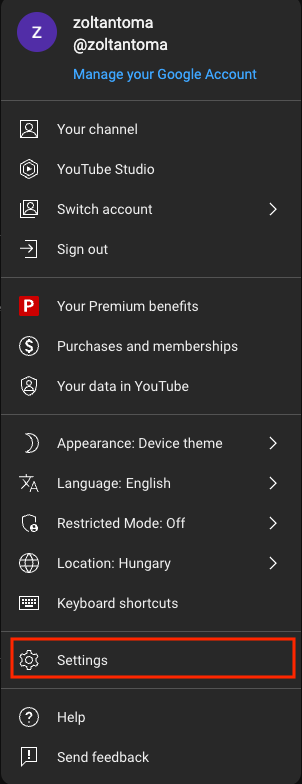 Z
zoltantoma
@zoltantoma
Manage your Google Account
Your channel
YouTube Studio
Switch account
Sign out
P
Your Premium benefits
$
Purchases and memberships
Your data in YouTube
Appearance: Device theme
Language: English
Restricted Mode: Off
Location: Hungary
Keyboard shortcuts
Settings
?
Help
!
Send feedback